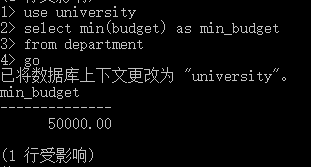 1> use university
2> select min(budget) as min_budget
3> from department
4> go
已将数据库上下文更改为 "university"。
min_budget
--------------
50000.00
(1 行受影响)